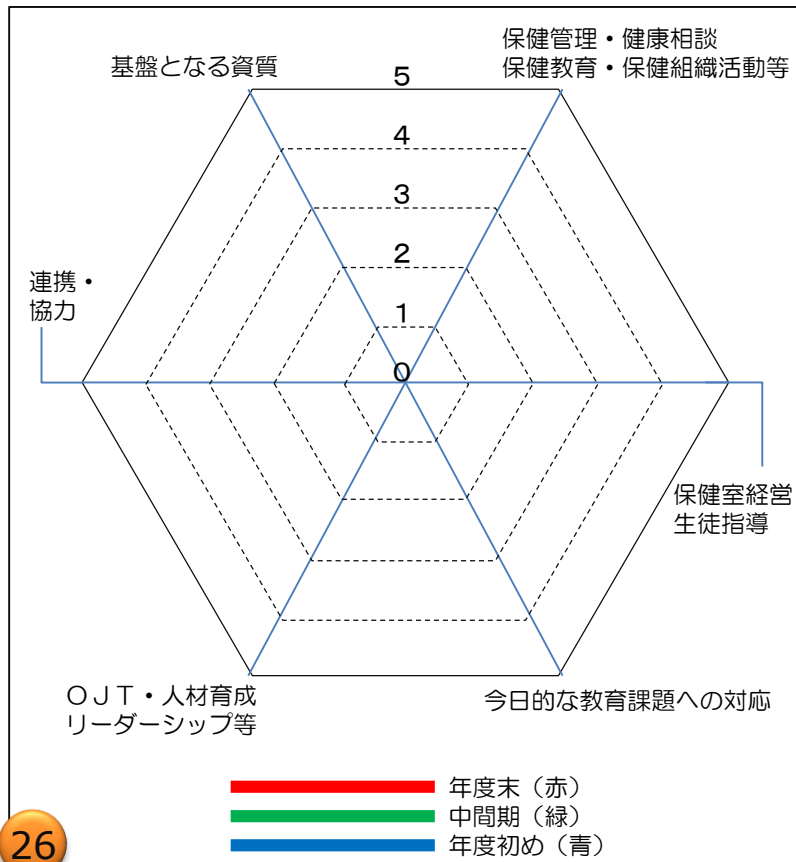 保健管理・健康相談
保健教育・保健組織活動等
基盤となる資質
5
4
3
2
1
0
連携・
協力
保健室経営
生徒指導
ＯＪＴ・人材育成
リーダーシップ等
今日的な教育課題への対応
年度末（赤）
中間期（緑）
年度初め（青）
26